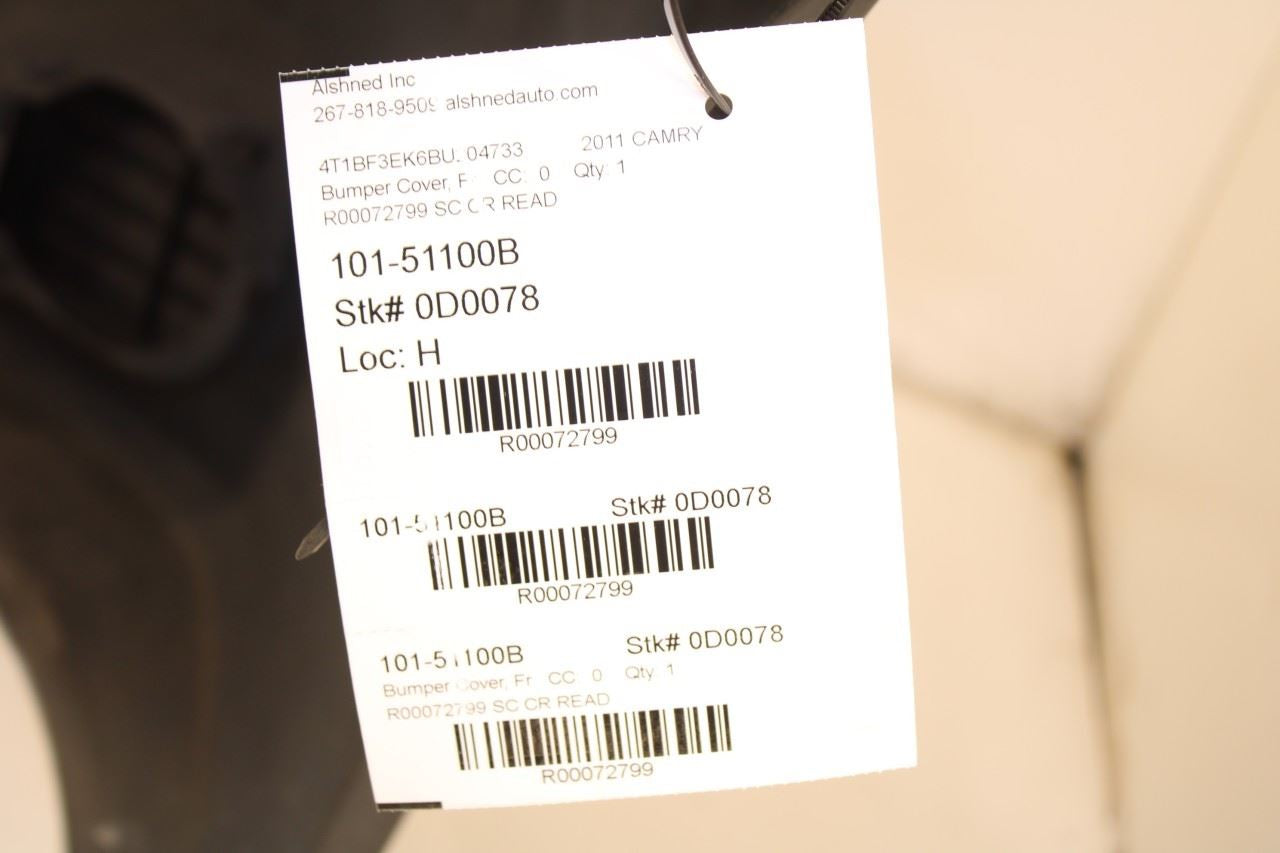 Alshned Inc
267-818-9509 alshnedauto.com
04733 2011 CAMRY
Bumper Cover, CC: 0 Qty: 1
R00072799 SC CR READ
101-51100B
Stk# 0D0078
Loc: H
R00072799
101-51100B Stk# 0D0078
R00072799
101-51100B Stk# 0D0078
Bumper Cover, Fr CC: 0 Qty: 1
R00072799 SC CR READ
R00072799